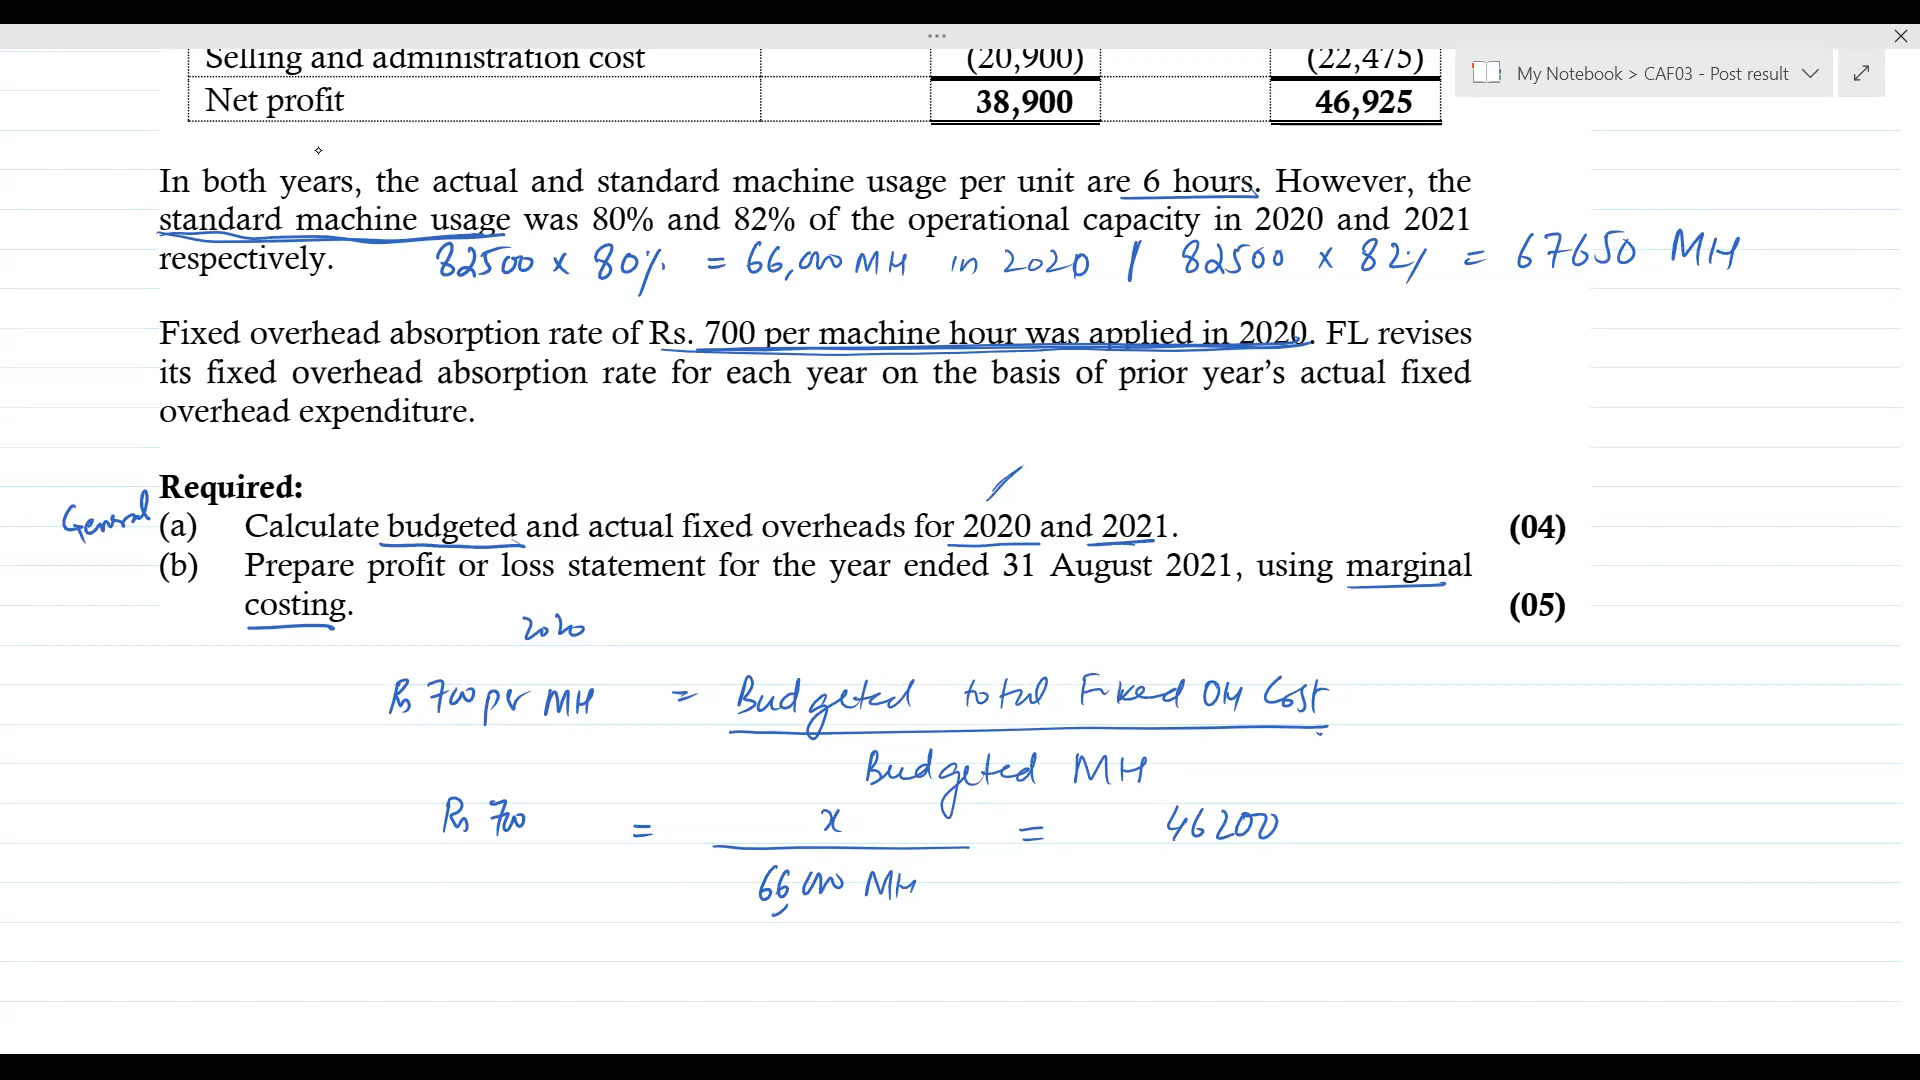 Selling and administration cost (20,900) (22,475)
My Notebook > CAF03 - Post result
Net profit 38,900 46,925
In both years, the actual and standard machine usage per unit are 6 hours. However, the
standard machine usage was 80% and 82% of the operational capacity in 2020 and 2021
respectively. 82500 x 80% = 66,000 MH in 2020 / 82500 x 82% = 67650 MH
Fixed overhead absorption rate of Rs. 700 per machine hour was applied in 2020. FL revises
its fixed overhead absorption rate for each year on the basis of prior year's actual fixed
overhead expenditure.
Required:
General (a) Calculate budgeted and actual fixed overheads for 2020 and 2021. (04)
(b) Prepare profit or loss statement for the year ended 31 August 2021, using marginal
costing. (05)
2020
Rs 700 per MH = Budgeted total Fixed OH Cost
Budgeted MH
Rs 700 = x = 46200
66,000 MH